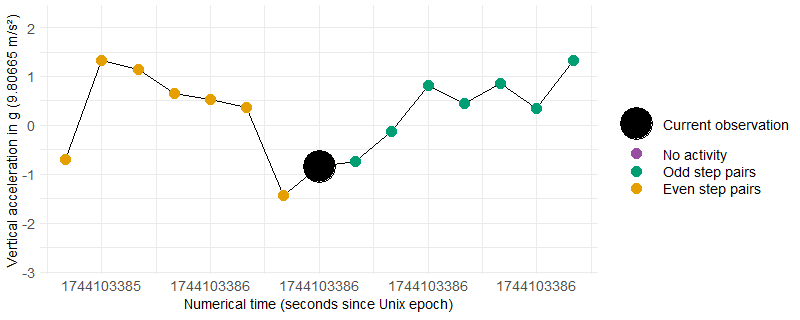 Vertical acceleration in g (9.80665 m/s²)
2
1
0
-1
-2
-3
1744103385
1744103386
1744103386
1744103386
1744103386
Numerical time (seconds since Unix epoch)
Current observation
No activity
Odd step pairs
Even step pairs